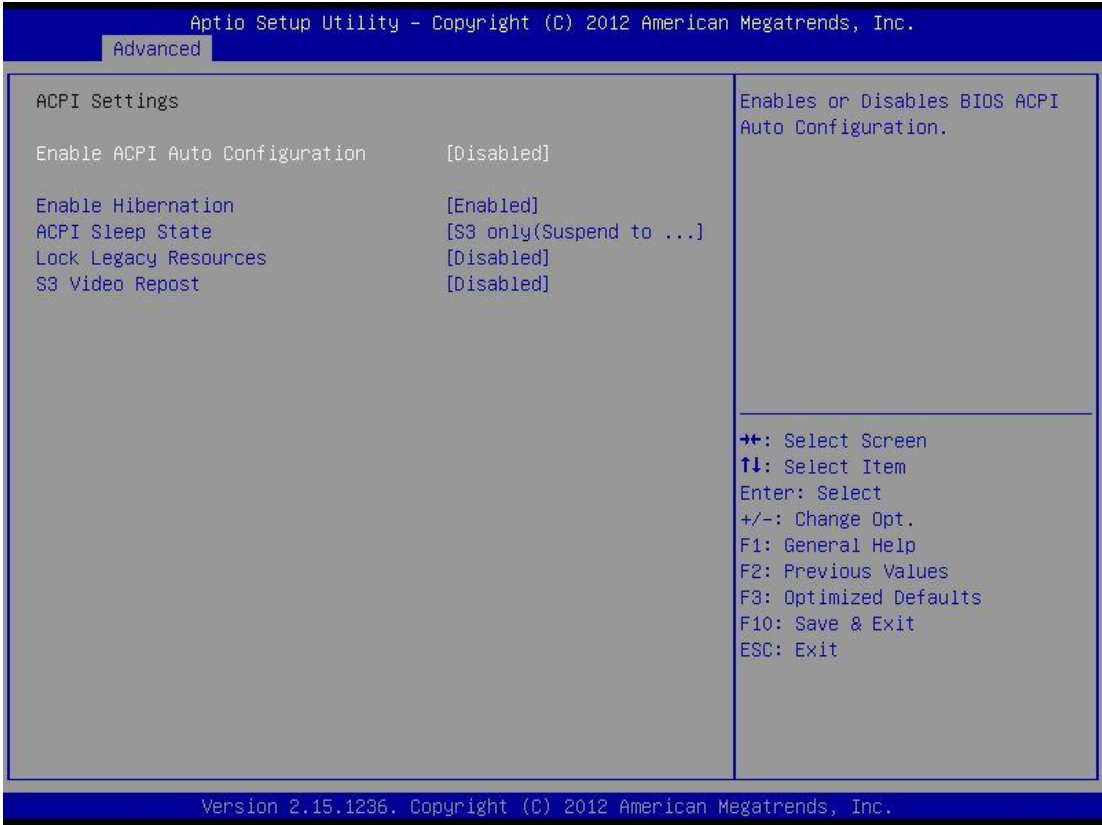 Aptio Setup Utility – Copyright (C) 2012 American Megatrends, Inc.
Advanced
ACPI Settings
Enable ACPI Auto Configuration [Disabled]
Enable Hibernation [Enabled]
ACPI Sleep State [S3 only(Suspend to ...]
Lock Legacy Resources [Disabled]
S3 Video Repost [Disabled]
Enables or Disables BIOS ACPI
Auto Configuration.
→←: Select Screen
↑↓: Select Item
Enter: Select
+/-: Change Opt.
F1: General Help
F2: Previous Values
F3: Optimized Defaults
F10: Save & Exit
ESC: Exit
Version 2.15.1236. Copyright (C) 2012 American Megatrends, Inc.